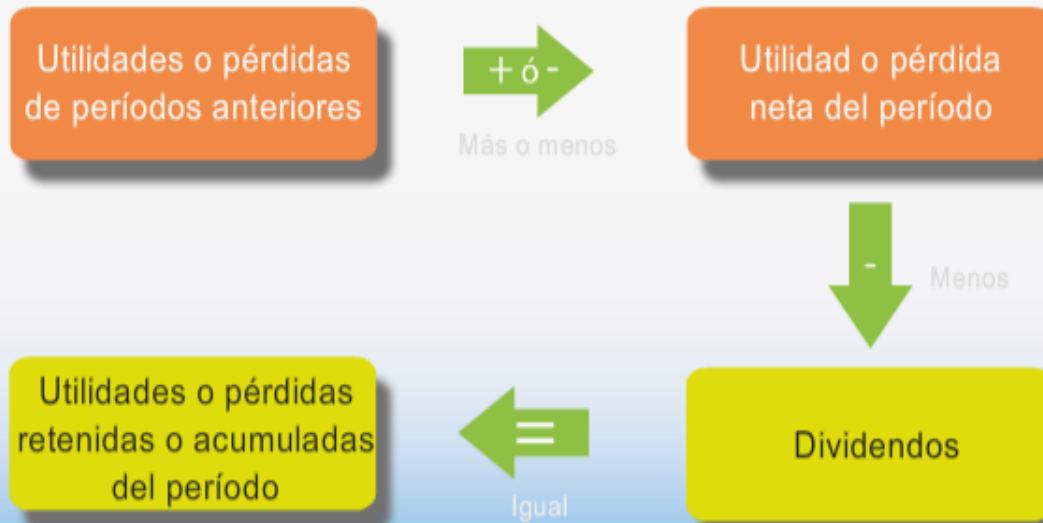 Utilidades o pérdidas
de períodos anteriores
+ ó -
Más o menos
Utilidad o pérdida
neta del período
-
Menos
Dividendos
=
Igual
Utilidades o pérdidas
retenidas o acumuladas
del período